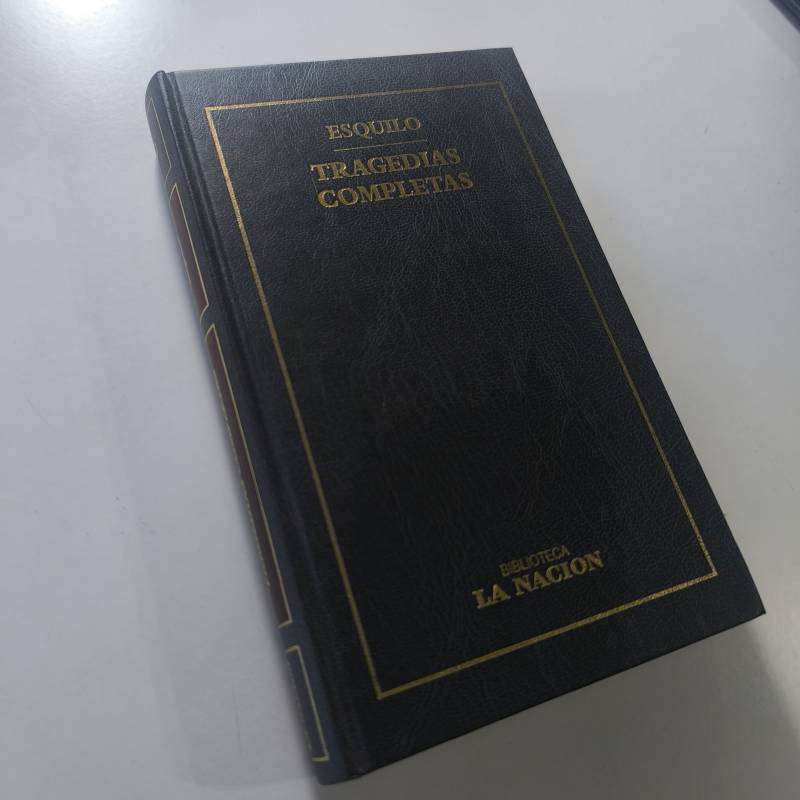 ESQUILO
TRAGEDIAS
COMPLETAS
BIBLIOTECA
LA NACION